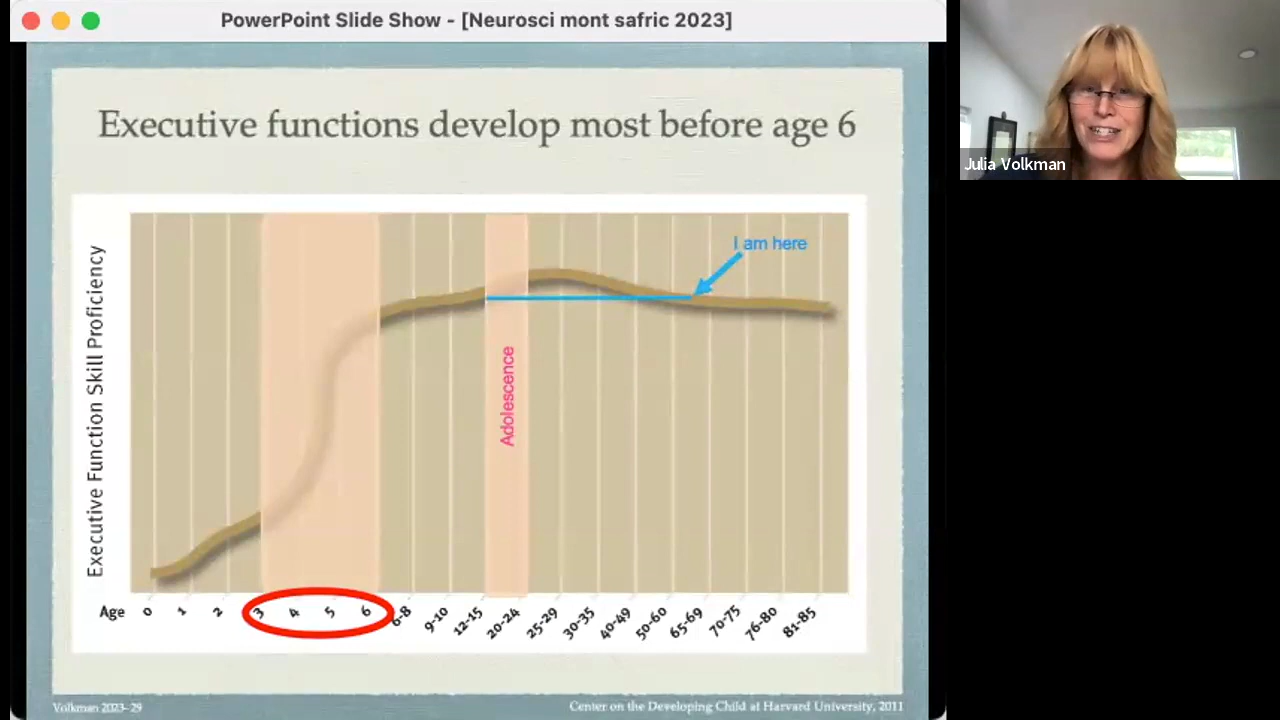 PowerPoint Slide Show - [Neurosci mont safric 2023]
Executive functions develop most before age 6
Executive Function Skill Proficiency
I am here
Adolescence
Age 0 1 2 3 4 5 6 6-8 9-10 12-15 20-24 25-29 30-35 40-49 50-60 65-69 70-75 76-80 81-85
Volkman 2023-29
Center on the Developing Child at Harvard University, 2011
Julia Volkman